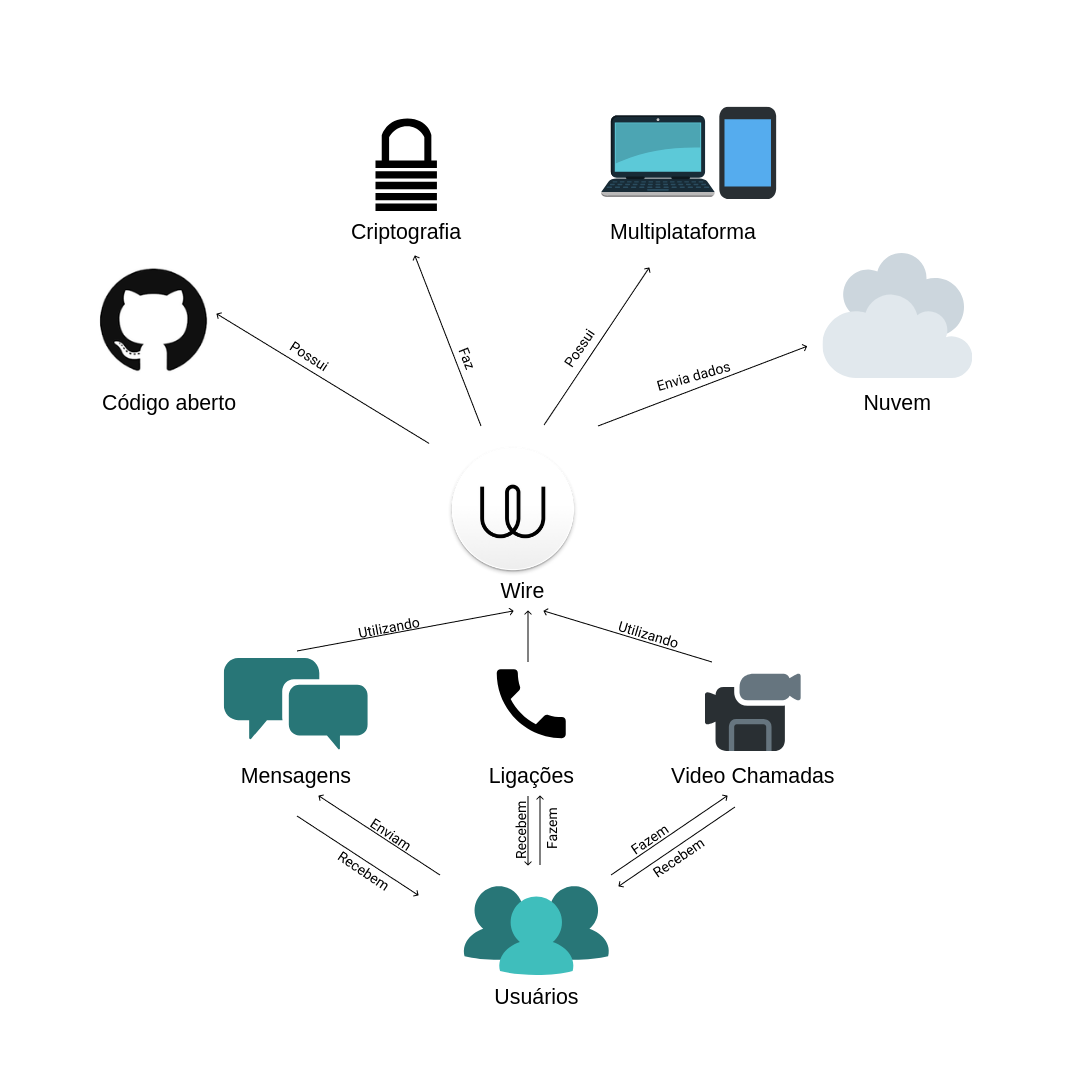 Criptografia
Multiplataforma
Código aberto
Nuvem
Possui
Faz
Possui
Envia dados
Wire
Utilizando
Utilizando
Mensagens
Ligações
Video Chamadas
Enviam
Recebem
Recebem
Fazem
Fazem
Recebem
Usuários